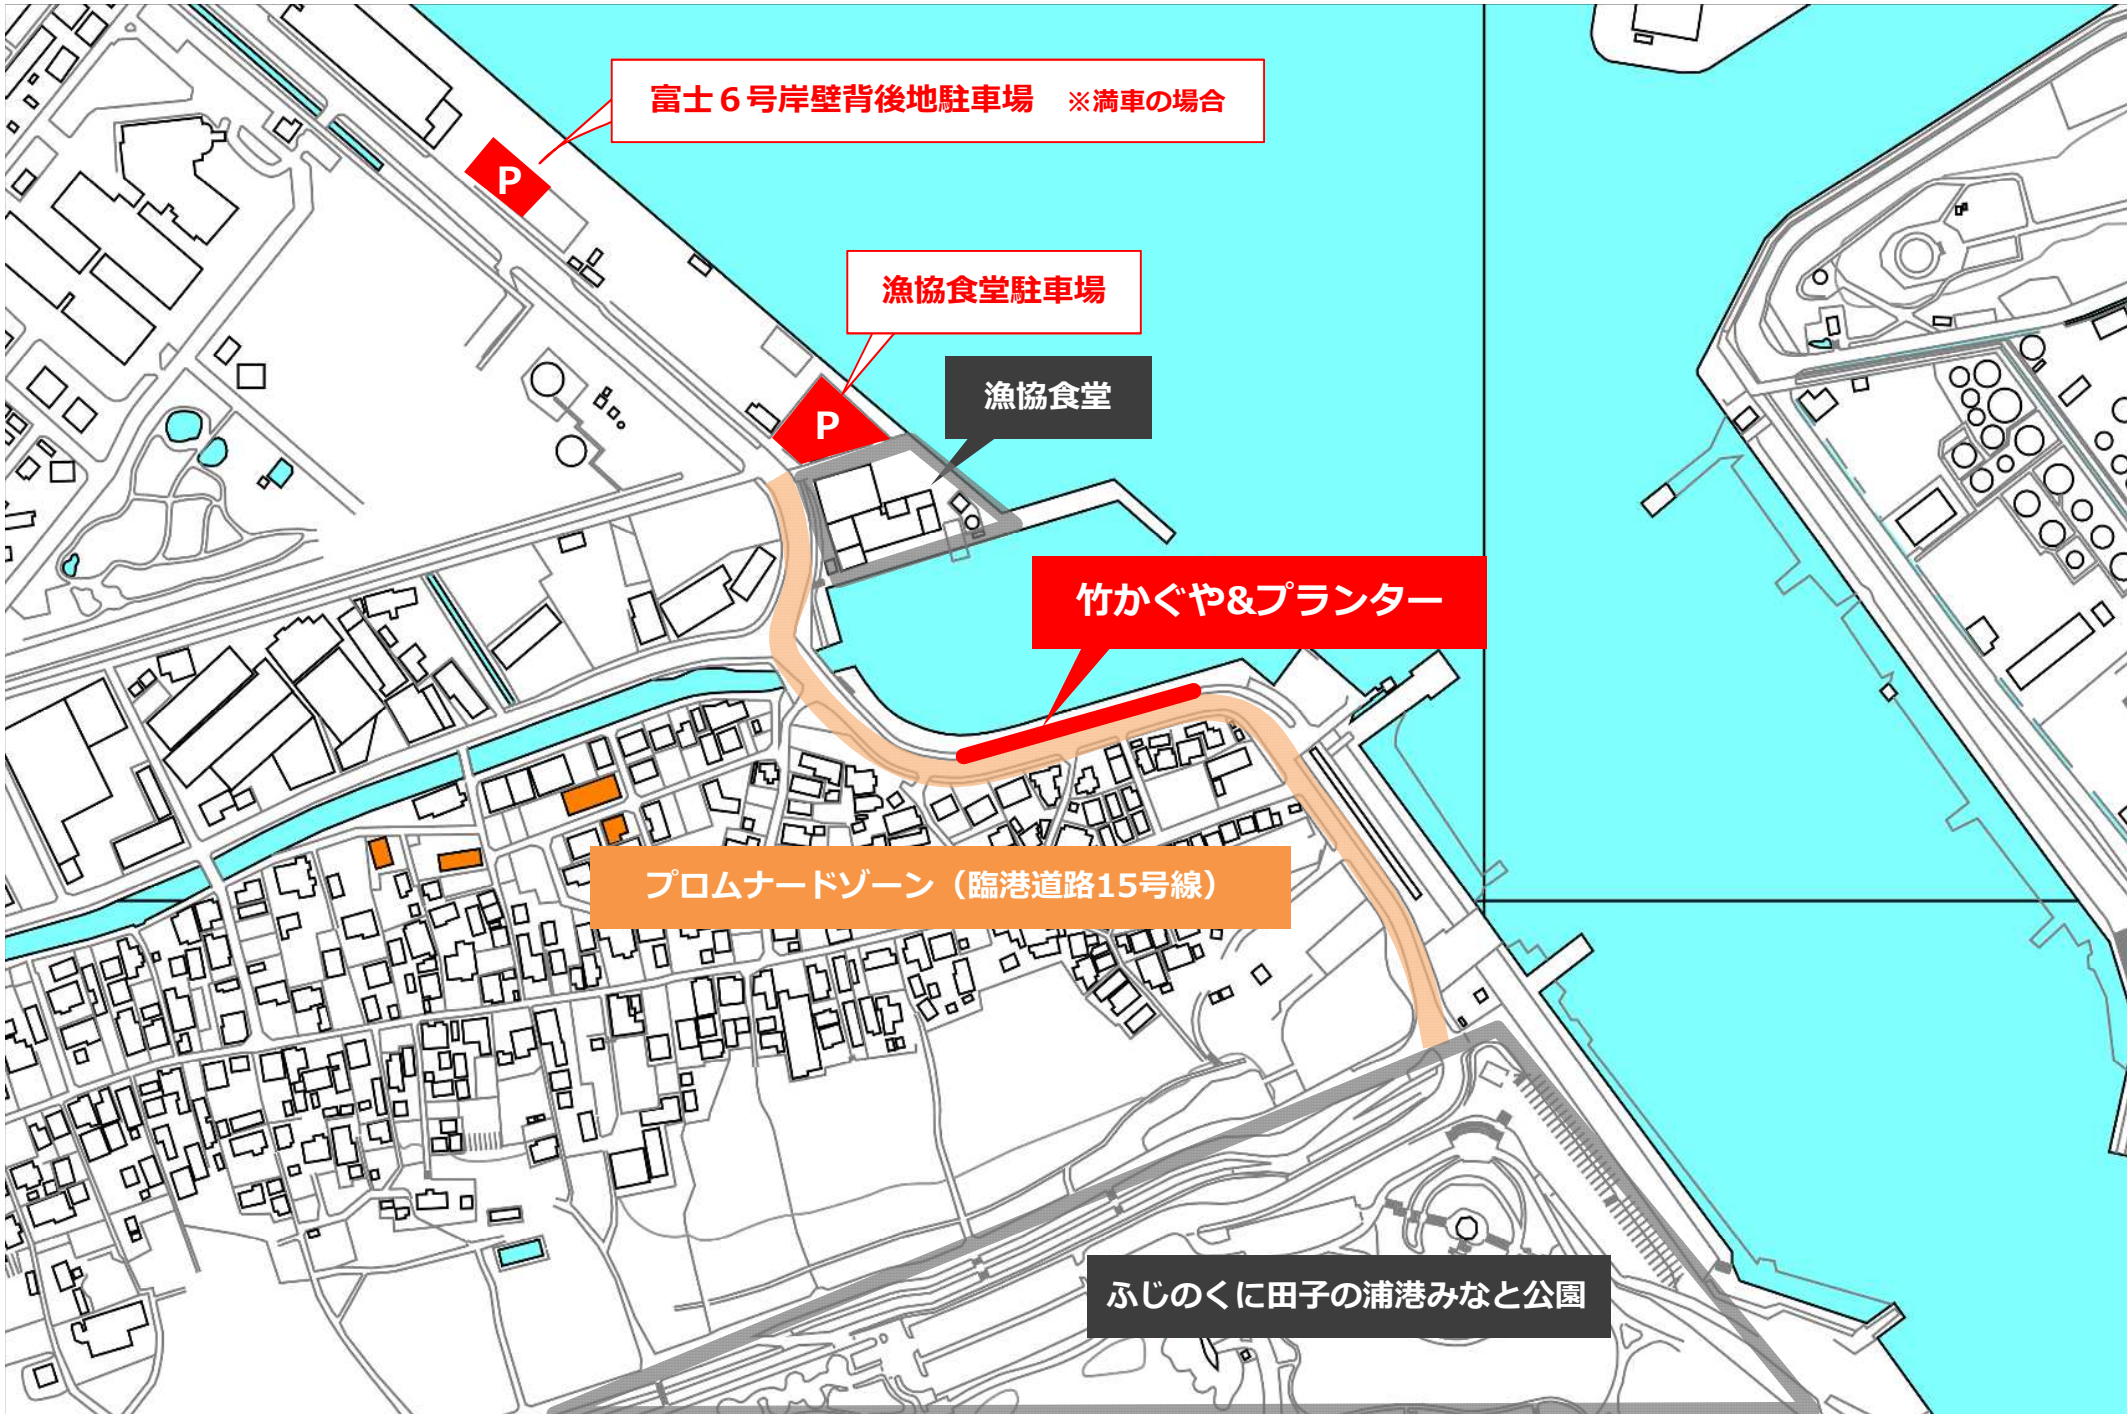 富士６号岸壁背後地駐車場　※満車の場合
P
漁協食堂駐車場
漁協食堂
P
竹かぐや&プランター
プロムナードゾーン（臨港道路15号線）
ふじのくに田子の浦港みなと公園